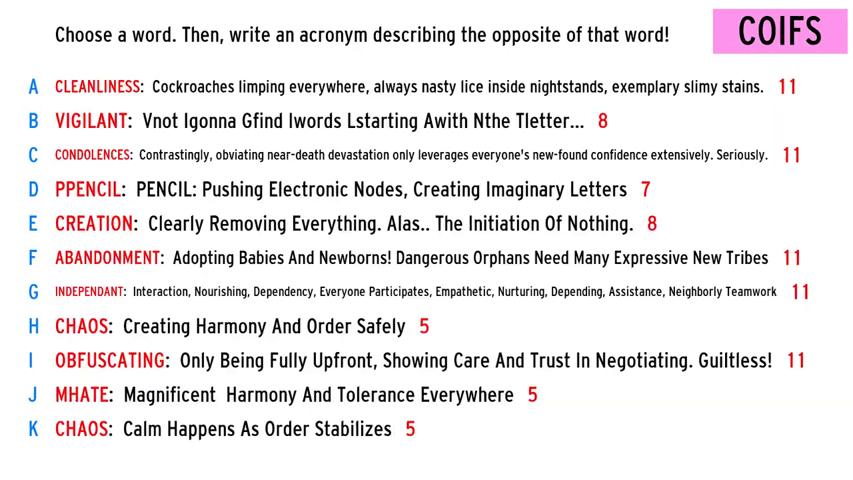 Choose a word. Then, write an acronym describing the opposite of that word! COIFS
A CLEANLINESS: Cockroaches limping everywhere, always nasty lice inside nightstands, exemplary slimy stains. 11
B VIGILANT: Vnot Igonna Gfind Iwords Lstarting Awith Nthe Tletter... 8
C CONDOLENCES: Contrastingly, obviating near-death devastation only leverages everyone's new-found confidence extensively. Seriously. 11
D PPENCIL: PENCIL: Pushing Electronic Nodes, Creating Imaginary Letters 7
E CREATION: Clearly Removing Everything. Alas.. The Initiation Of Nothing. 8
F ABANDONMENT: Adopting Babies And Newborns! Dangerous Orphans Need Many Expressive New Tribes 11
G INDEPENDANT: Interaction, Nourishing, Dependency, Everyone Participates, Empathetic, Nurturing, Depending, Assistance, Neighborly Teamwork 11
H CHAOS: Creating Harmony And Order Safely 5
I OBFUSCATING: Only Being Fully Upfront, Showing Care And Trust In Negotiating. Guiltless! 11
J MHATE: Magnificent Harmony And Tolerance Everywhere 5
K CHAOS: Calm Happens As Order Stabilizes 5